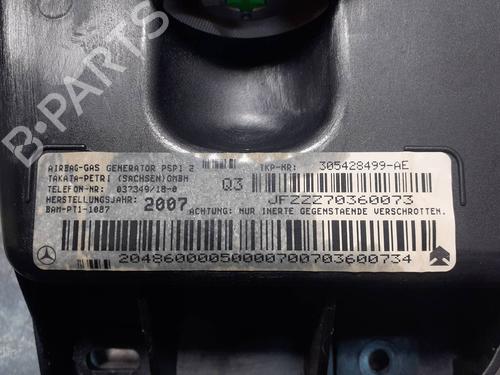 AIRBAG-GAS GENERATOR PSPI 2
TAKATA-PETRI (SACHSEN)GMBH
TELEFON-NR: 037349/18-0
HERSTELLUNGSJAHR: 2007
BAM-PT1-1087
Q3
TKP-NR: 305428499-AE
JFZZZ70360073
ACHTUNG: NUR INERTE GEGENSTAENDE VERSCHROTTEN.
20486000050000700703600734
B-PARTS